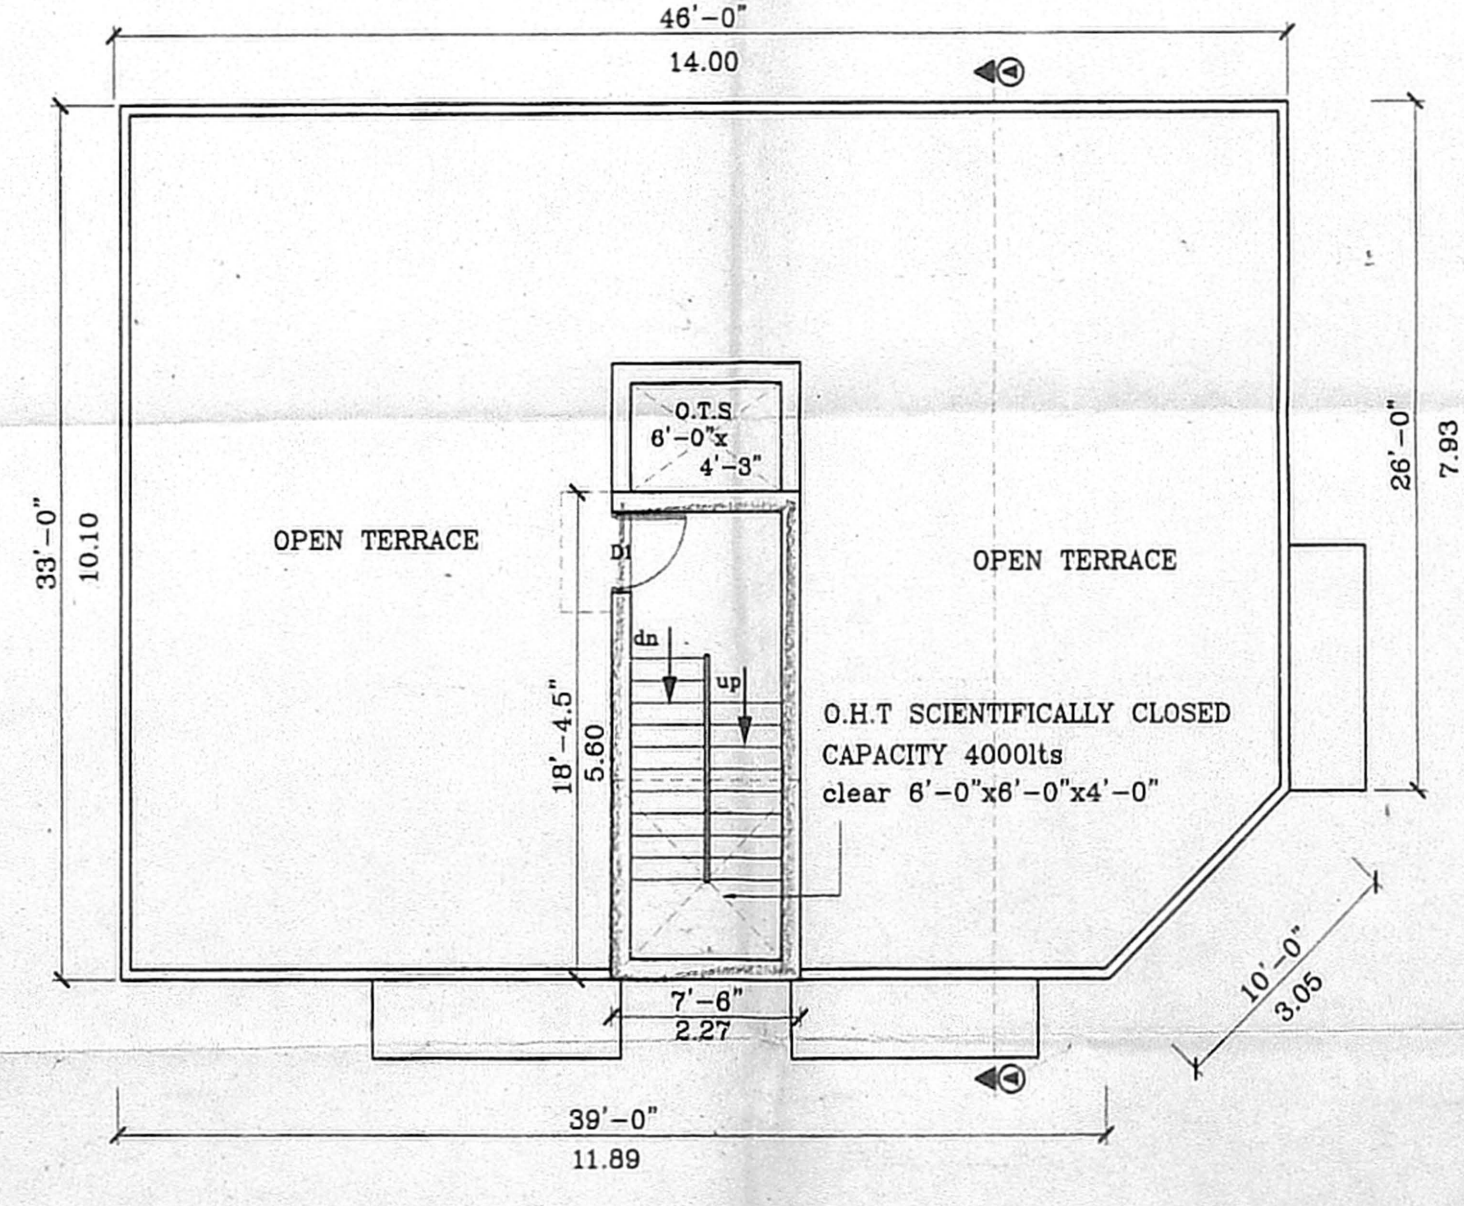 46'-0"
14.00
O.T.S.
6'-0"x
4'-3"
33'-0"
10.10
26'-0"
7.93
OPEN TERRACE
OPEN TERRACE
D1
dn
up
18'-4.5"
5.60
O.H.T SCIENTIFICALLY CLOSED
CAPACITY 4000lts
clear 6'-0"x6'-0"x4'-0"
10'-0"
3.05
7'-6"
2.27
39'-0"
11.89